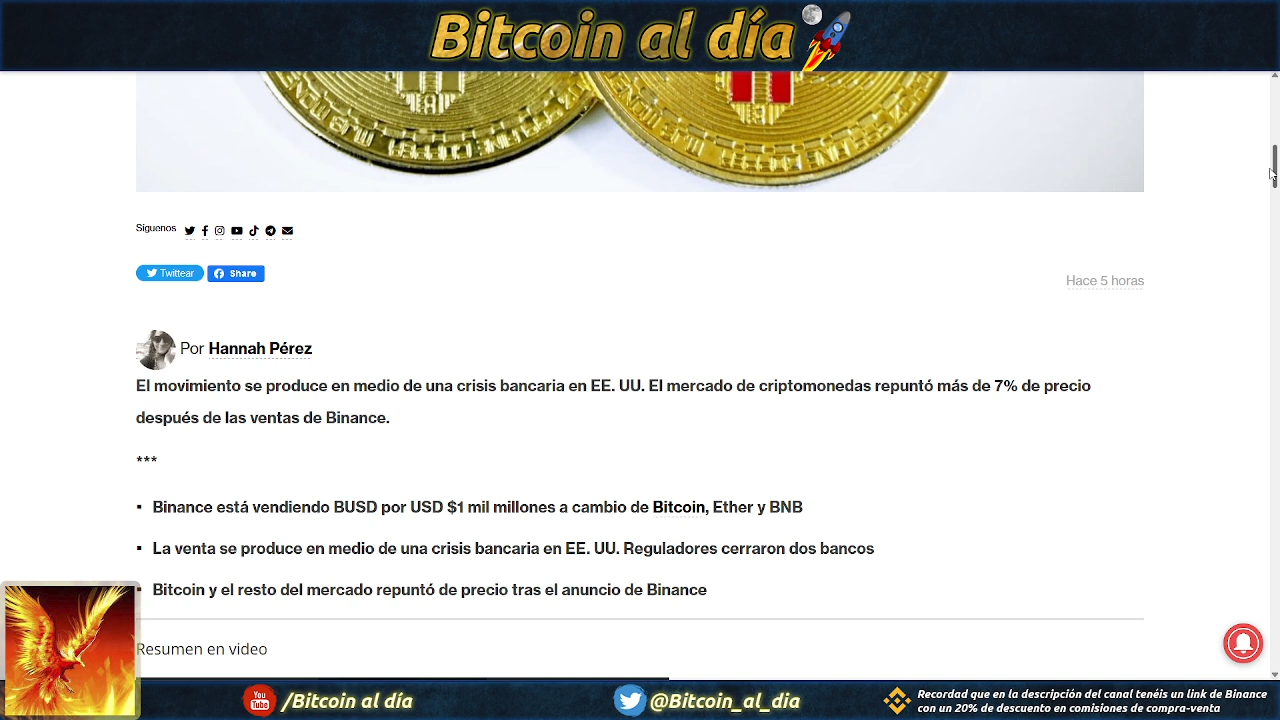 Bitcoin al día
Síguenos
Twittear
Share
Hace 5 horas
Por Hannah Pérez
El movimiento se produce en medio de una crisis bancaria en EE. UU. El mercado de criptomonedas repuntó más de 7% de precio
después de las ventas de Binance.
***
▪ Binance está vendiendo BUSD por USD $1 mil millones a cambio de Bitcoin, Ether y BNB
▪ La venta se produce en medio de una crisis bancaria en EE. UU. Reguladores cerraron dos bancos
▪ Bitcoin y el resto del mercado repuntó de precio tras el anuncio de Binance
Resumen en video
You Tube /Bitcoin al día
@Bitcoin_al_dia
Recordad que en la descripción del canal tenéis un link de Binance
con un 20% de descuento en comisiones de compra-venta